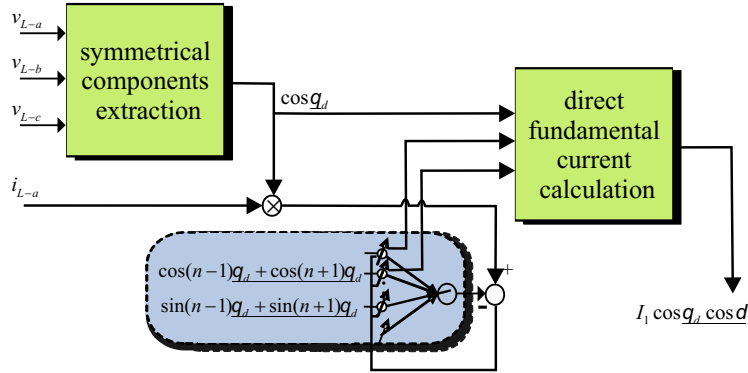 v_{L-a}
v_{L-b}
v_{L-c}
symmetrical
components
extraction
cos q_d
direct
fundamental
current
calculation
i_{L-a}
+
cos(n−1)q_d + cos(n+1)q_d
sin(n−1)q_d + sin(n+1)q_d
-
I_1 cos q_d cos d